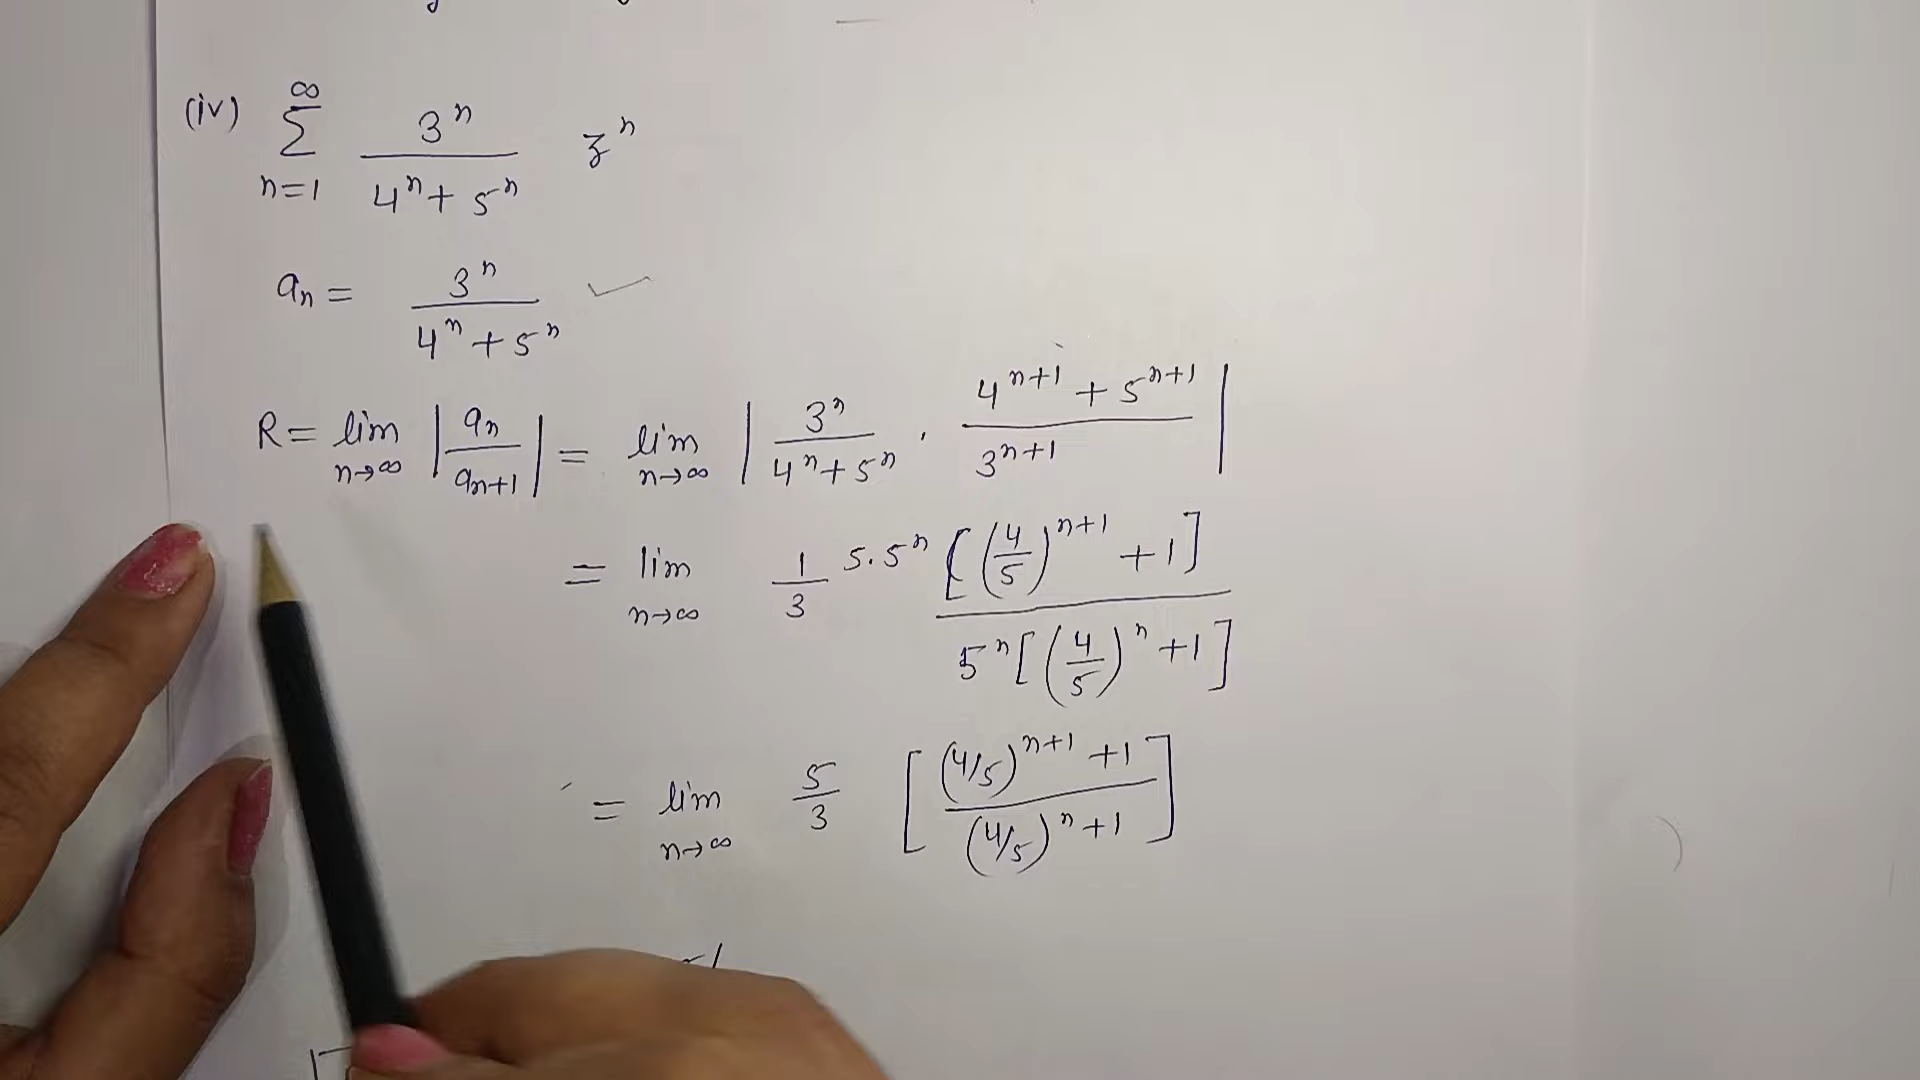 (iv) ∑_{n=1}^{∞} 3^n / (4^n + 5^n) z^n
a_n = 3^n / (4^n + 5^n) ✓
R = lim_{n→∞} |a_n / a_{n+1}| = lim_{n→∞} | 3^n / (4^n + 5^n) · (4^{n+1} + 5^{n+1}) / 3^{n+1} |
= lim_{n→∞} 1/3 5·5^n [(4/5)^{n+1} + 1] / 5^n [(4/5)^n + 1]
= lim_{n→∞} 5/3 [ ((4/5)^{n+1} + 1) / ((4/5)^n + 1) ]